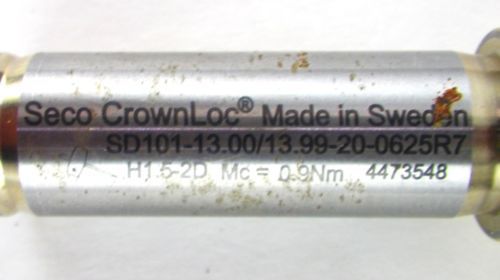 Seco CrownLoc® Made in Sweden
SD101-13.00/13.99-20-0625R7
H1.5-2D Mc = 0.9Nm 4473548